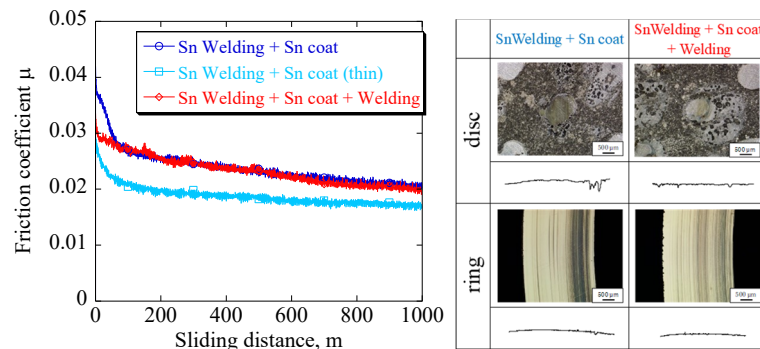 0.05
0.04
0.03
0.02
0.01
0
Friction coefficient μ
Sn Welding + Sn coat
Sn Welding + Sn coat (thin)
Sn Welding + Sn coat + Welding
0 200 400 600 800 1000
Sliding distance, m
SnWelding + Sn coat
SnWelding + Sn coat
+ Welding
disc
500 μm
500 μm
ring
500 μm
500 μm